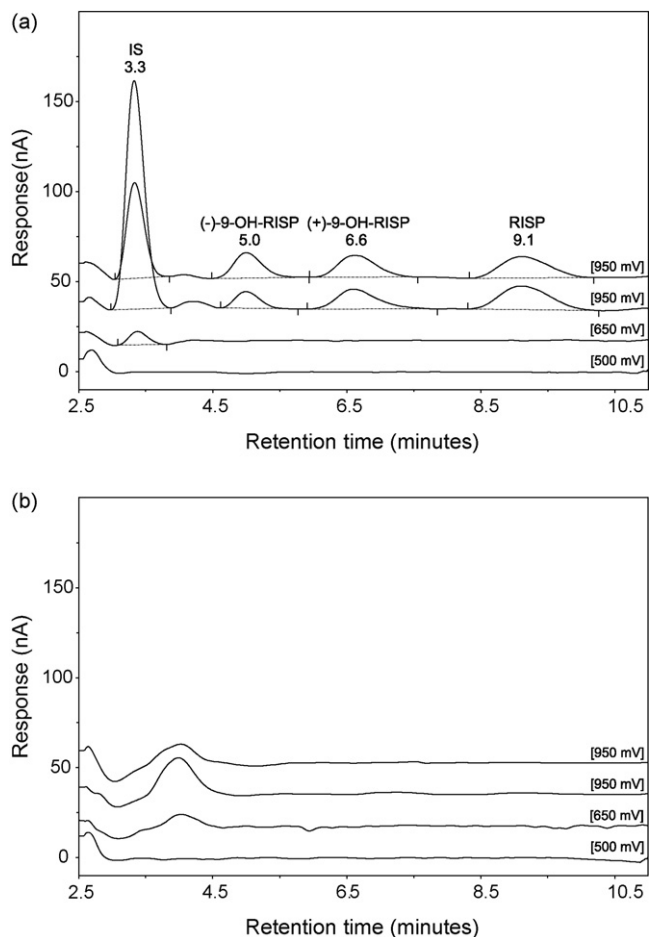 (a)
IS
3.3
(-)-9-OH-RISP
5.0
(+)-9-OH-RISP
6.6
RISP
9.1
150
100
50
0
Response(nA)
[950 mV]
[950 mV]
[650 mV]
[500 mV]
2.5 4.5 6.5 8.5 10.5
Retention time (minutes)
(b)
150
100
50
0
Response (nA)
[950 mV]
[950 mV]
[650 mV]
[500 mV]
2.5 4.5 6.5 8.5 10.5
Retention time (minutes)